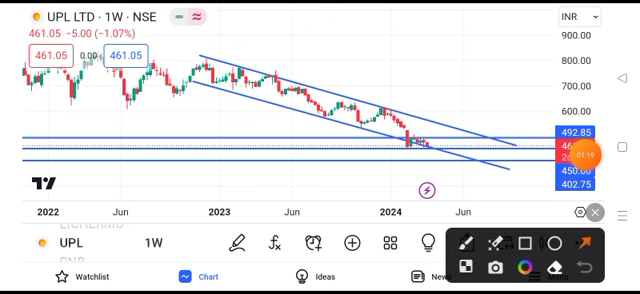 UPL LTD · 1W · NSE
INR
461.05 −5.00 (−1.07%)
461.05 0.00 461.05
900.00
800.00
700.00
600.00
492.85
01:19
450.00
402.75
2022 Jun 2023 Jun 2024 Jun
UPL 1W
Watchlist Chart Ideas News Menu